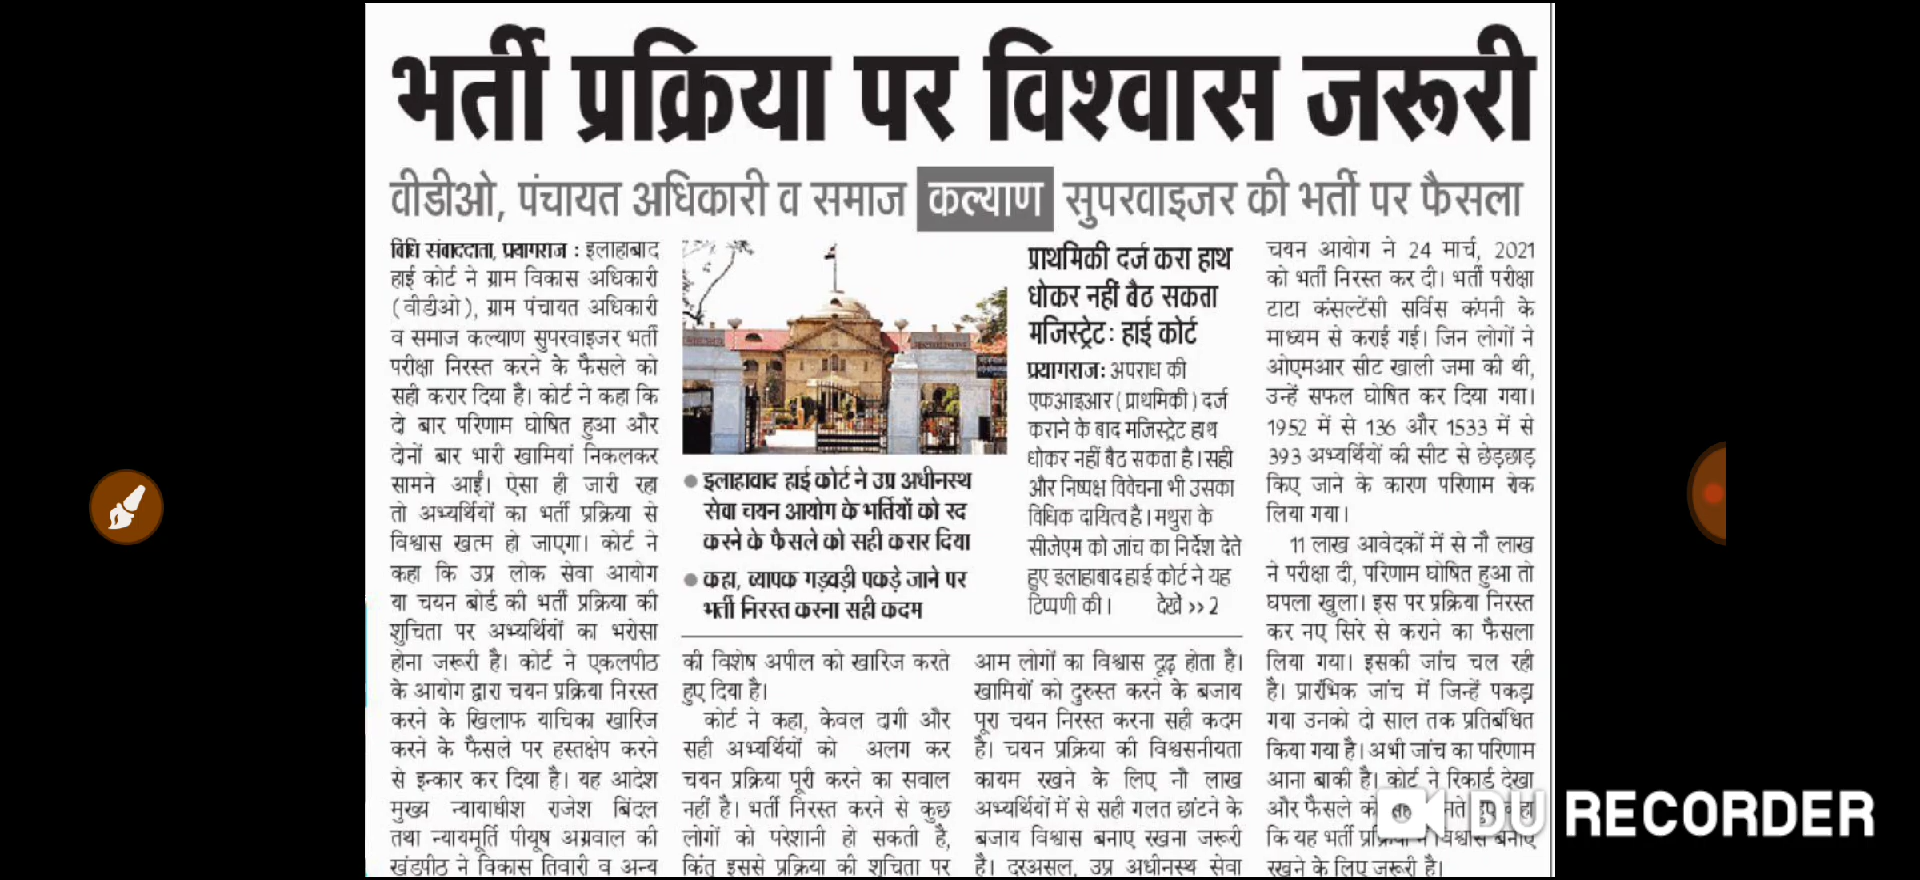 भर्ती प्रक्रिया पर विश्वास जरूरी
वीडीओ, पंचायत अधिकारी व समाज कल्याण सुपरवाइजर की भर्ती पर फैसला
विधि संवाददाता, प्रयागराज : इलाहाबाद
हाई कोर्ट ने ग्राम विकास अधिकारी
(वीडीओ), ग्राम पंचायत अधिकारी
व समाज कल्याण सुपरवाइजर भर्ती
परीक्षा निरस्त करने के फैसले को
सही करार दिया है। कोर्ट ने कहा कि
दो बार परिणाम घोषित हुआ और
दोनों बार भारी खामियां निकलकर
सामने आईं। ऐसा ही जारी रहा
तो अभ्यर्थियों का भर्ती प्रक्रिया से
विश्वास खत्म हो जाएगा। कोर्ट ने
कहा कि उप्र लोक सेवा आयोग
या चयन बोर्ड की भर्ती प्रक्रिया की
शुचिता पर अभ्यर्थियों का भरोसा
होना जरूरी है। कोर्ट ने एकलपीठ
के आयोग द्वारा चयन प्रक्रिया निरस्त
करने के खिलाफ याचिका खारिज
करने के फैसले पर हस्तक्षेप करने
से इन्कार कर दिया है। यह आदेश
मुख्य न्यायाधीश राजेश बिंदल
तथा न्यायमूर्ति पीयूष अग्रवाल की
खंडपीठ ने विकास तिवारी व अन्य
इलाहावाद हाई कोर्ट ने उप्र अधीनस्थ
सेवा चयन आयोग के भर्तियों को रद
करने के फैसले को सही करार दिया
कहा, व्यापक गड़वड़ी पकड़े जाने पर
भर्ती निरस्त करना सही कदम
की विशेष अपील को खारिज करते
हुए दिया है।
कोर्ट ने कहा, केवल दागी और
सही अभ्यर्थियों को अलग कर
चयन प्रक्रिया पूरी करने का सवाल
नहीं है। भर्ती निरस्त करने से कुछ
लोगों को परेशानी हो सकती है,
किंतु इससे प्रक्रिया की शुचिता पर
प्राथमिकी दर्ज करा हाथ
धोकर नहीं बैठ सकता
मजिस्ट्रेट: हाई कोर्ट
प्रयागराज: अपराध की
एफआइआर (प्राथमिकी) दर्ज
कराने के बाद मजिस्ट्रेट हाथ
धोकर नहीं बैठ सकता है। सही
और निष्पक्ष विवेचना भी उसका
विधिक दायित्व है। मथुरा के
सीजेएम को जांच का निर्देश देते
हुए इलाहाबाद हाई कोर्ट ने यह
टिप्पणी की। देखें >> 2
आम लोगों का विश्वास दृढ़ होता है।
खामियों को दुरुस्त करने के बजाय
पूरा चयन निरस्त करना सही कदम
है। चयन प्रक्रिया की विश्वसनीयता
कायम रखने के लिए नौ लाख
अभ्यर्थियों में से सही गलत छांटने के
बजाय विश्वास बनाए रखना जरूरी
है। दरअसल, उप्र अधीनस्थ सेवा
चयन आयोग ने 24 मार्च, 2021
को भर्ती निरस्त कर दी। भर्ती परीक्षा
टाटा कंसल्टेंसी सर्विस कंपनी के
माध्यम से कराई गई। जिन लोगों ने
ओएमआर सीट खाली जमा की थी,
उन्हें सफल घोषित कर दिया गया।
1952 में से 136 और 1533 में से
393 अभ्यर्थियों की सीट से छेड़छाड़
किए जाने के कारण परिणाम रोक
लिया गया।
11 लाख आवेदकों में से नौ लाख
ने परीक्षा दी, परिणाम घोषित हुआ तो
घपला खुला। इस पर प्रक्रिया निरस्त
कर नए सिरे से कराने का फैसला
लिया गया। इसकी जांच चल रही
है। प्रारंभिक जांच में जिन्हें पकड़ा
गया उनको दो साल तक प्रतिबंधित
किया गया है। अभी जांच का परिणाम
आना बाकी है। कोर्ट ने रिकार्ड देखा
और फैसले को हुए कहा
कि यह भर्ती विश्वास बनाए
रखने के लिए जरूरी है।
DU RECORDER